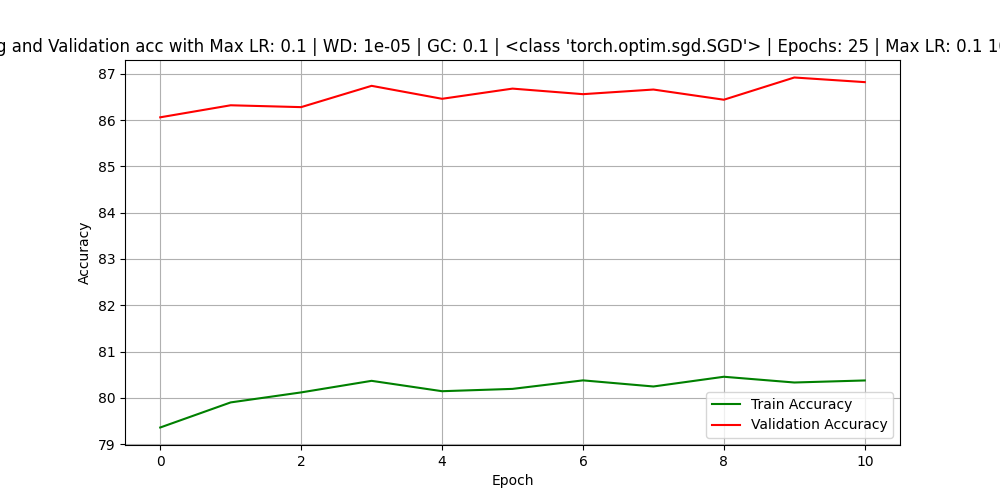 and Validation acc with Max LR: 0.1 | WD: 1e-05 | GC: 0.1 | <class 'torch.optim.sgd.SGD'> | Epochs: 25 | Max LR: 0.1
87
86
85
84
83
82
81
80
79
Accuracy
0 2 4 6 8 10
Epoch
Train Accuracy
Validation Accuracy